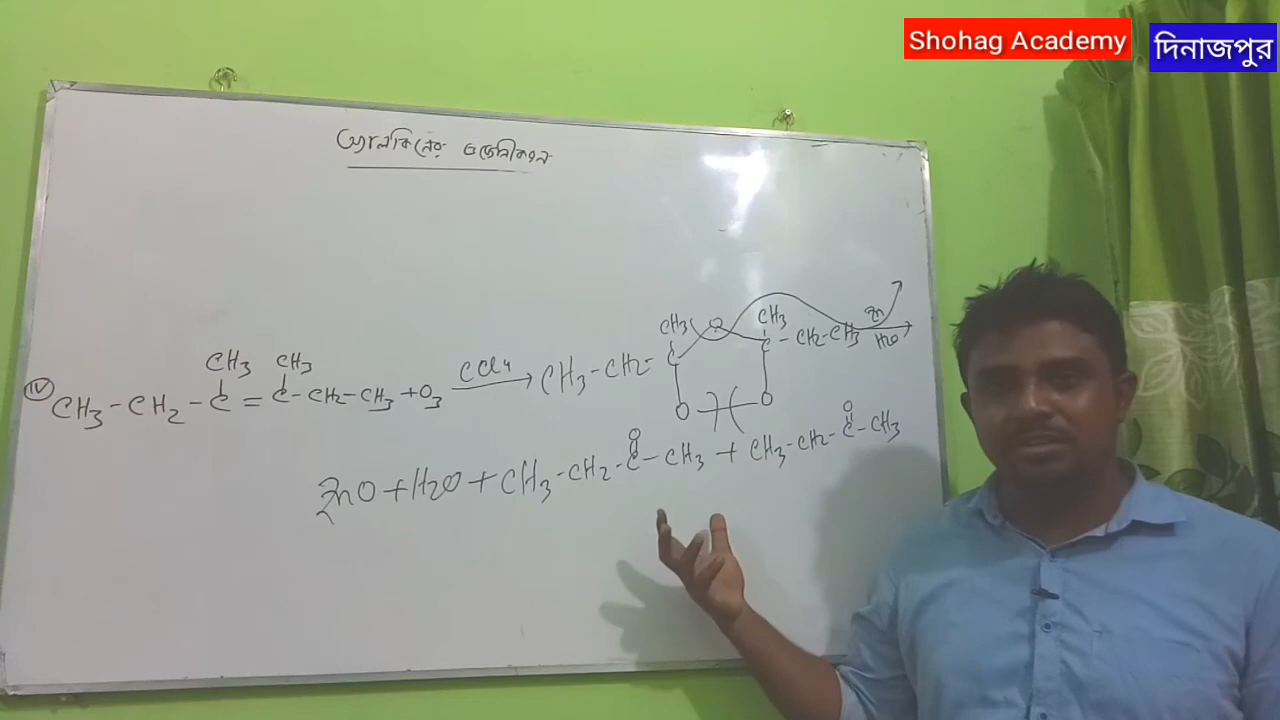 Shohag Academy
দিনাজপুর
অ্যালকিনের ওজোনীকরণ
CH3 CH3
(IV) CH3-CH2-C=C-CH2-CH3+O3 CCl4
CH3 O CH3
CH3-CH2-C C-CH2-CH3 Zn
H2O
O-O
O O
ZnO+H2O+CH3-CH2-C-CH3+CH3-CH2-C-CH3